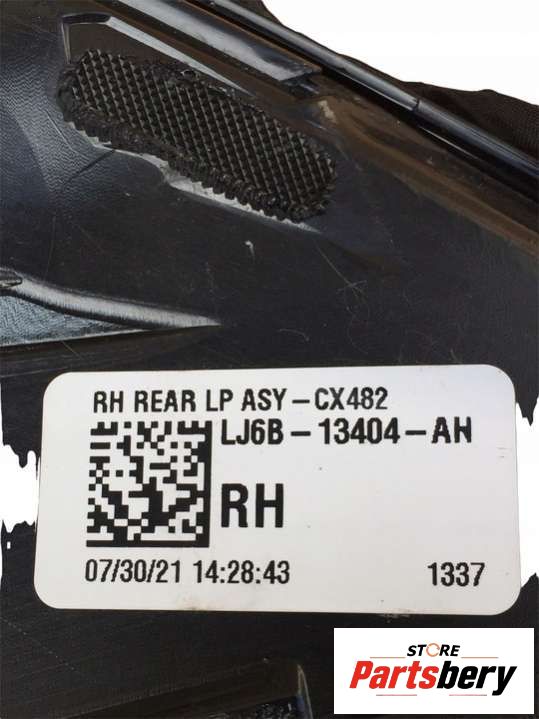 RH REAR LP ASY-CX482
LJ6B-13404-AH
RH
07/30/21 14:28:43 1337
STORE
Partsbery